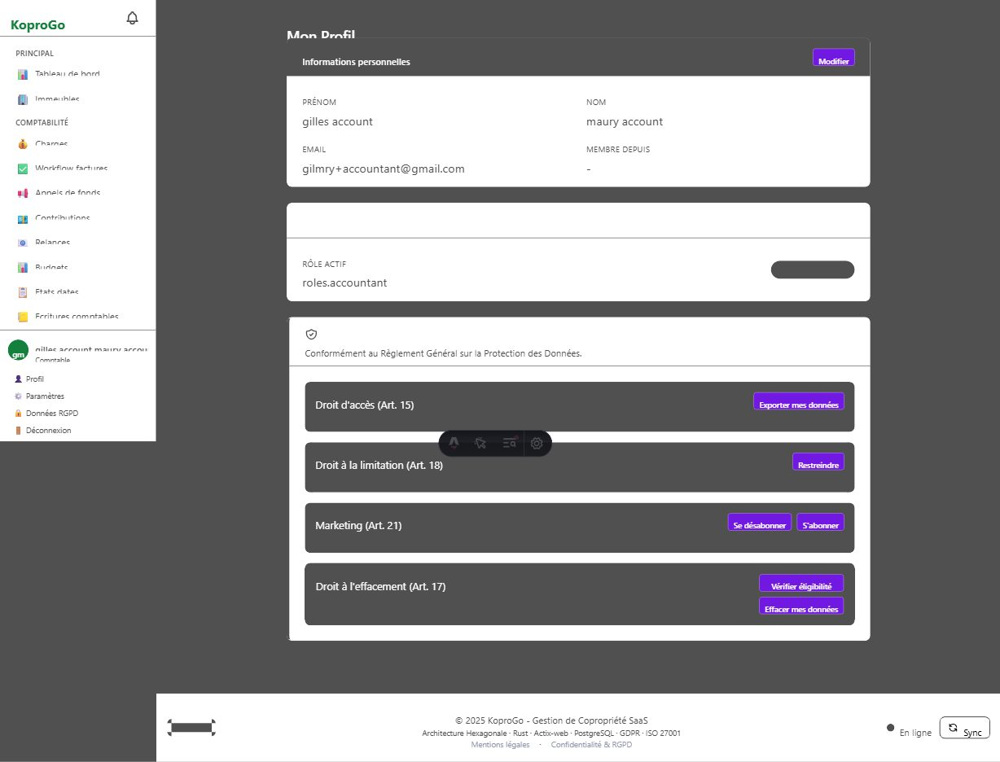 KoproGo
PRINCIPAL
Tableau de bord
Immeubles
COMPTABILITÉ
Charges
Workflow factures
Appels de fonds
Contributions
Relances
Budgets
Etats dates
Ecritures comptables
gm
gilles account maury accou
Comptable
Profil
Paramètres
Données RGPD
Déconnexion
Mon Profil
Informations personnelles
Modifier
PRÉNOM
gilles account
NOM
maury account
EMAIL
gilmry+accountant@gmail.com
MEMBRE DEPUIS
-
RÔLE ACTIF
roles.accountant
Conformément au Règlement Général sur la Protection des Données.
Droit d'accès (Art. 15)
Exporter mes données
Droit à la limitation (Art. 18)
Restreindre
Marketing (Art. 21)
Se désabonner
S'abonner
Droit à l'effacement (Art. 17)
Vérifier éligibilité
Effacer mes données
© 2025 KoproGo - Gestion de Copropriété SaaS
Architecture Hexagonale · Rust · Actix-web · PostgreSQL · GDPR · ISO 27001
Mentions légales · Confidentialité & RGPD
En ligne
Sync